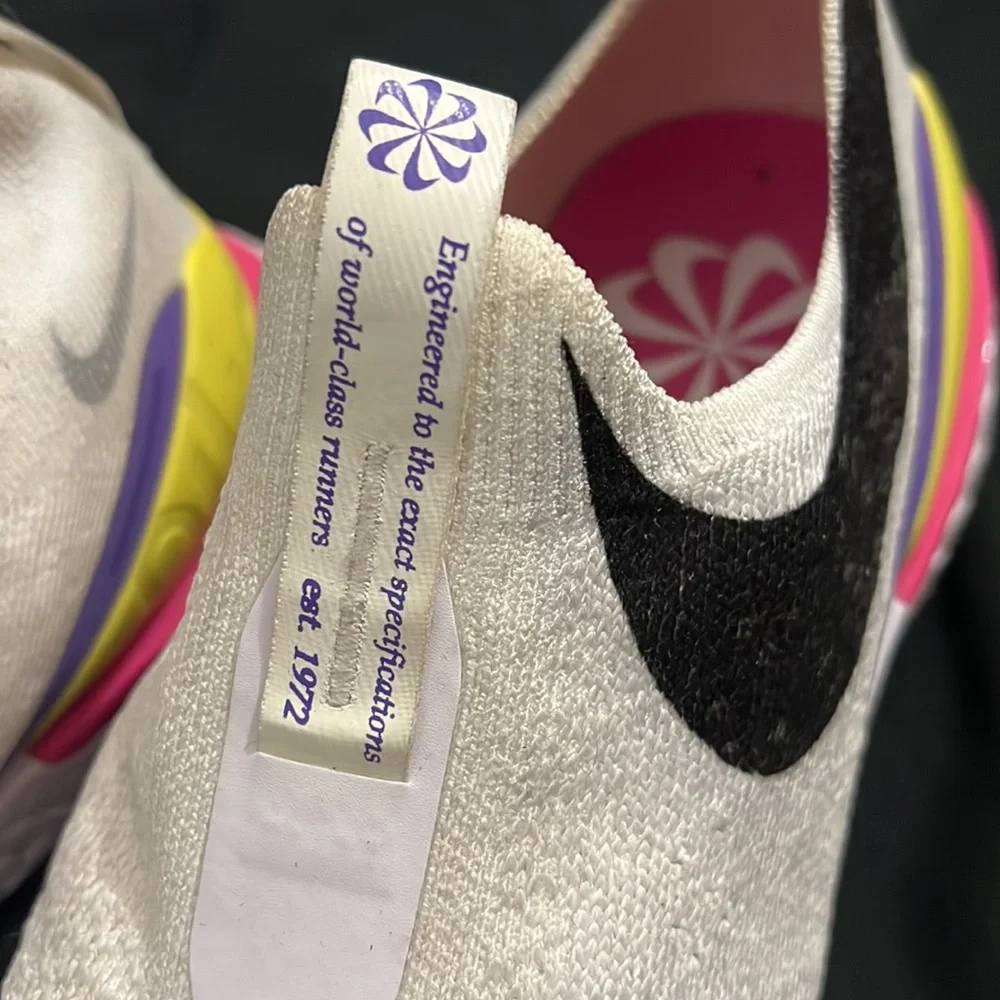 Engineered to the exact specifications
of world-class runners. est. 1972